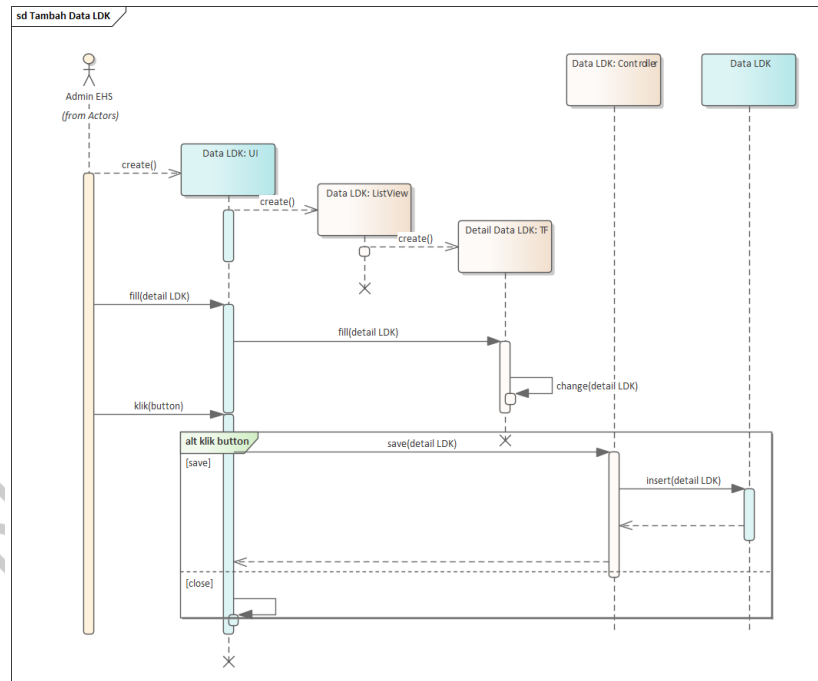 sd Tambah Data LDK
Admin EHS
(from Actors)
Data LDK: Controller
Data LDK
create()
Data LDK: UI
create()
Data LDK: ListView
create()
Detail Data LDK: TF
fill(detail LDK)
fill(detail LDK)
change(detail LDK)
klik(button)
alt klik button
save(detail LDK)
[save]
insert(detail LDK)
[close]